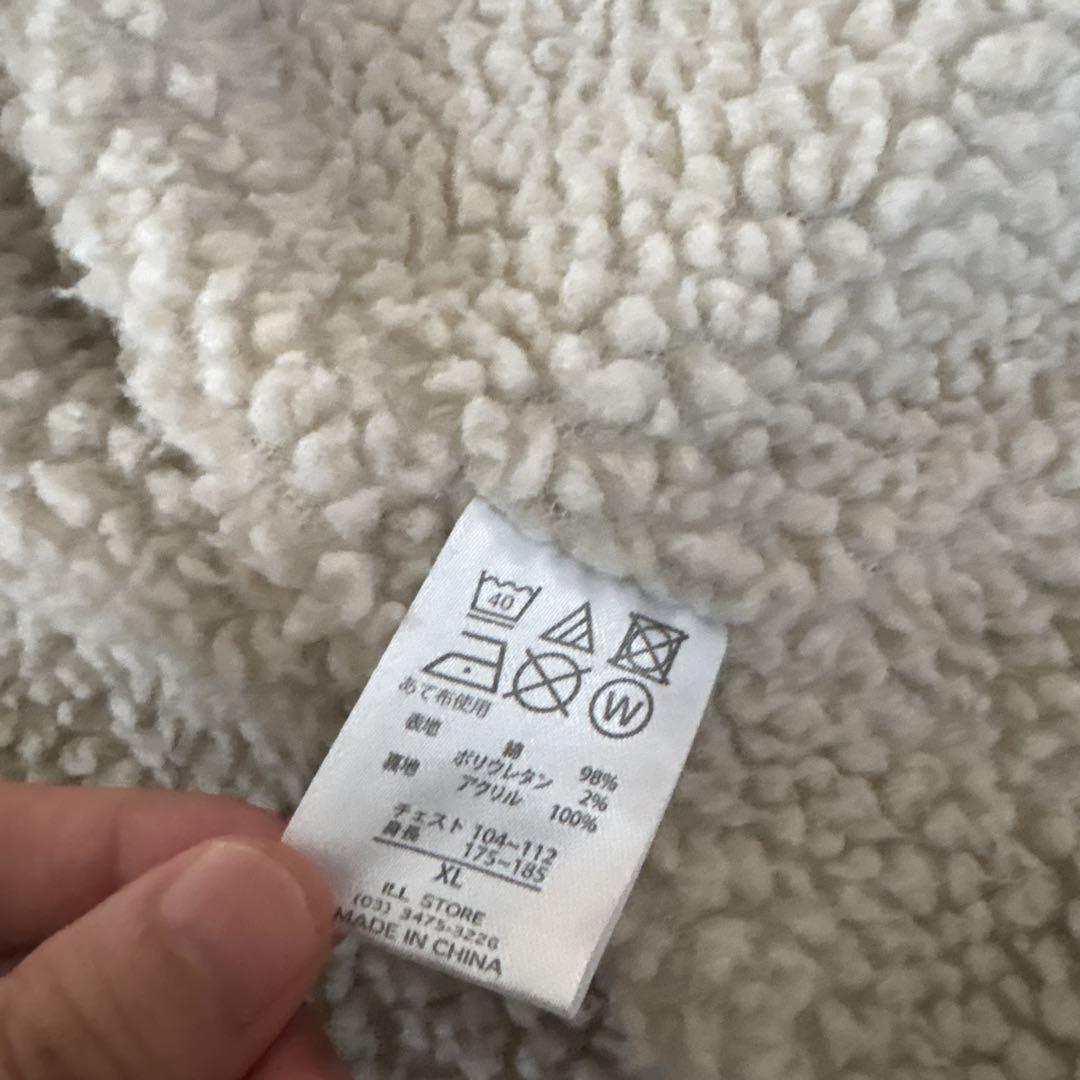 40
W
あて布使用
表地 綿 98%
ポリウレタン 2%
裏地 アクリル 100%
チェスト 104~112
身長 175~185
XL
ILL STORE
(03) 3475-3226
MADE IN CHINA